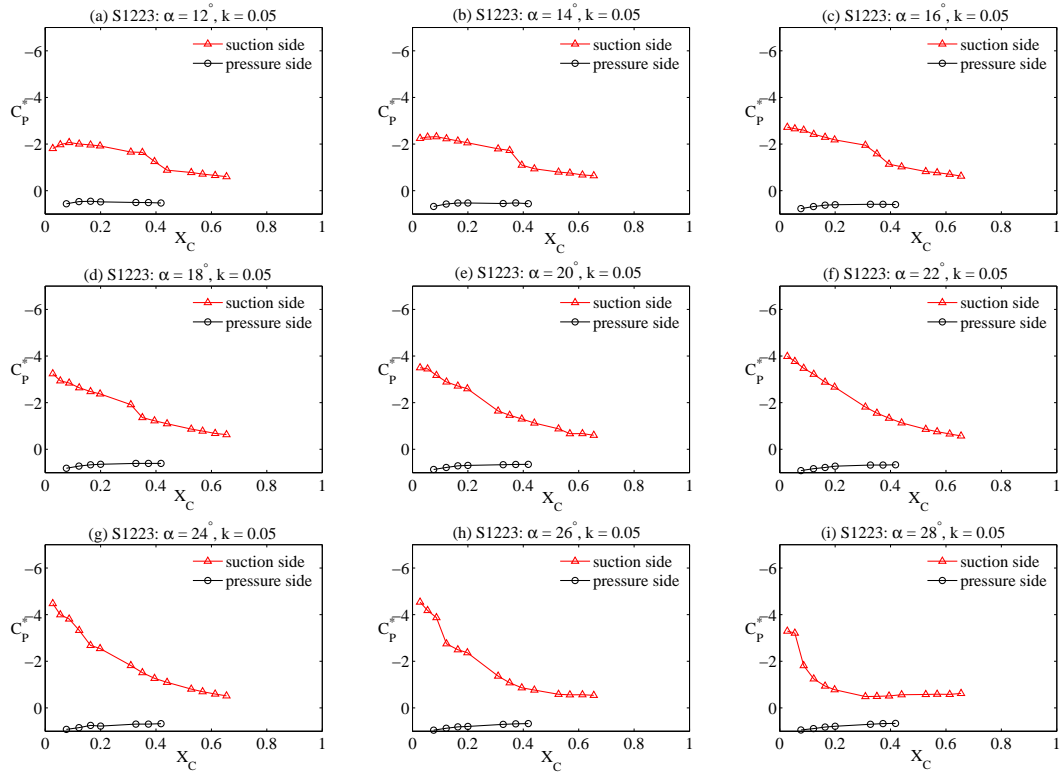 (a) S1223: α = 12°, k = 0.05
−6
−4
−2
0
C_P^*
0 0.2 0.4 0.6 0.8 1
X_C
suction side
pressure side
(b) S1223: α = 14°, k = 0.05
−6
−4
−2
0
C_P^*
0 0.2 0.4 0.6 0.8 1
X_C
suction side
pressure side
(c) S1223: α = 16°, k = 0.05
−6
−4
−2
0
C_P^*
0 0.2 0.4 0.6 0.8 1
X_C
suction side
pressure side
(d) S1223: α = 18°, k = 0.05
−6
−4
−2
0
C_P^*
0 0.2 0.4 0.6 0.8 1
X_C
suction side
pressure side
(e) S1223: α = 20°, k = 0.05
−6
−4
−2
0
C_P^*
0 0.2 0.4 0.6 0.8 1
X_C
suction side
pressure side
(f) S1223: α = 22°, k = 0.05
−6
−4
−2
0
C_P^*
0 0.2 0.4 0.6 0.8 1
X_C
suction side
pressure side
(g) S1223: α = 24°, k = 0.05
−6
−4
−2
0
C_P^*
0 0.2 0.4 0.6 0.8 1
X_C
suction side
pressure side
(h) S1223: α = 26°, k = 0.05
−6
−4
−2
0
C_P^*
0 0.2 0.4 0.6 0.8 1
X_C
suction side
pressure side
(i) S1223: α = 28°, k = 0.05
−6
−4
−2
0
C_P^*
0 0.2 0.4 0.6 0.8 1
X_C
suction side
pressure side